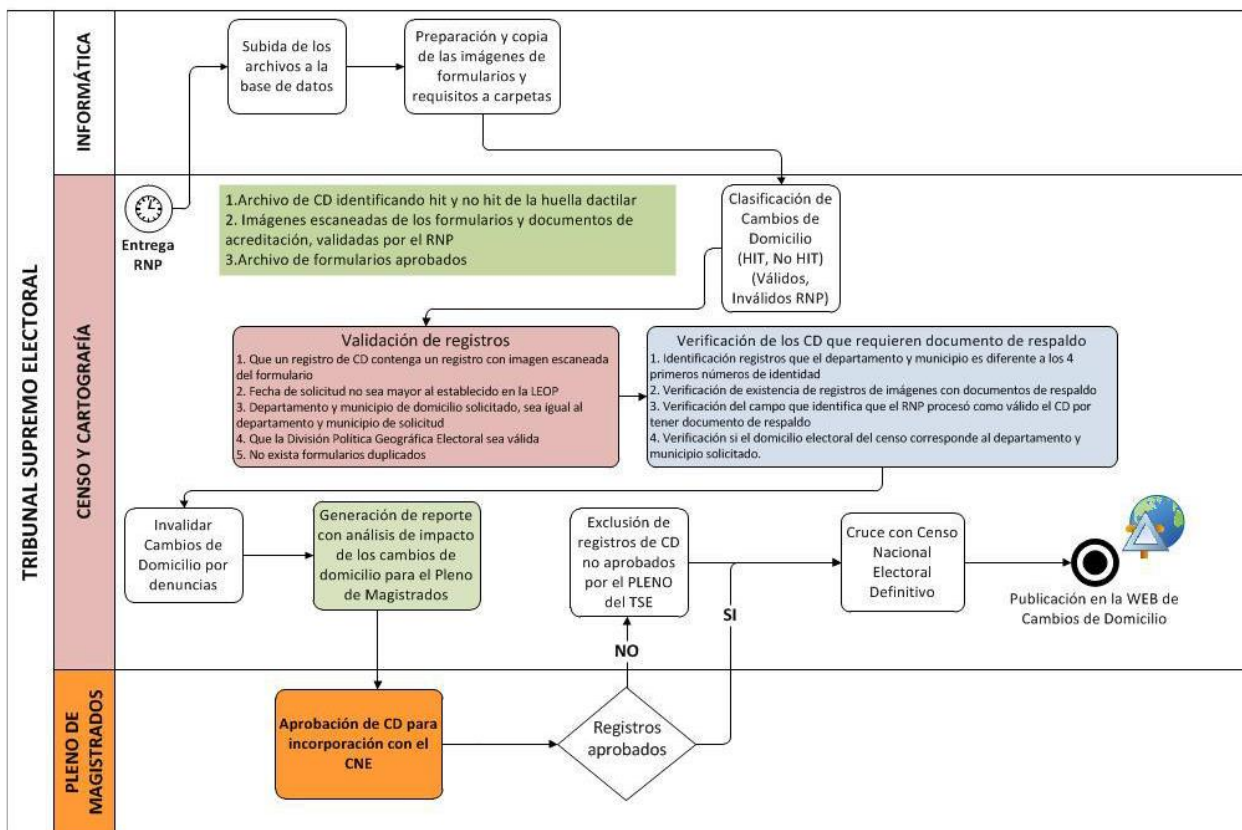 TRIBUNAL SUPREMO ELECTORAL
INFORMÁTICA
Subida de los
archivos a la
base de datos
Preparación y copia
de las imágenes de
formularios y
requisitos a carpetas
CENSO Y CARTOGRAFÍA
Entrega
RNP
1.Archivo de CD identificando hit y no hit de la huella dactilar
2. Imágenes escaneadas de los formularios y documentos de
acreditación, validadas por el RNP
3.Archivo de formularios aprobados
Clasificación de
Cambios de
Domicilio
(HIT, No HIT)
(Válidos,
Inválidos RNP)
Validación de registros
1. Que un registro de CD contenga un registro con imagen escaneada
del formulario
2. Fecha de solicitud no sea mayor al establecido en la LEOP
3. Departamento y municipio de domicilio solicitado, sea igual al
departamento y municipio de solicitud
4. Que la División Política Geográfica Electoral sea válida
5. No exista formularios duplicados
Verificación de los CD que requieren documento de respaldo
1. Identificación registros que el departamento y municipio es diferente a los 4
primeros números de identidad
2. Verificación de existencia de registros de imágenes con documentos de respaldo
3. Verificación del campo que identifica que el RNP procesó como válido el CD por
tener documento de respaldo
4. Verificación si el domicilio electoral del censo corresponde al departamento y
municipio solicitado.
Invalidar
Cambios de
Domicilio por
denuncias
Generación de reporte
con análisis de impacto
de los cambios de
domicilio para el Pleno
de Magistrados
Exclusión de
registros de CD
no aprobados
por el PLENO
del TSE
Cruce con Censo
Nacional
Electoral
Definitivo
Publicación en la WEB de
Cambios de Domicilio
SI
NO
PLENO DE
MAGISTRADOS
Aprobación de CD para
incorporación con el
CNE
Registros
aprobados